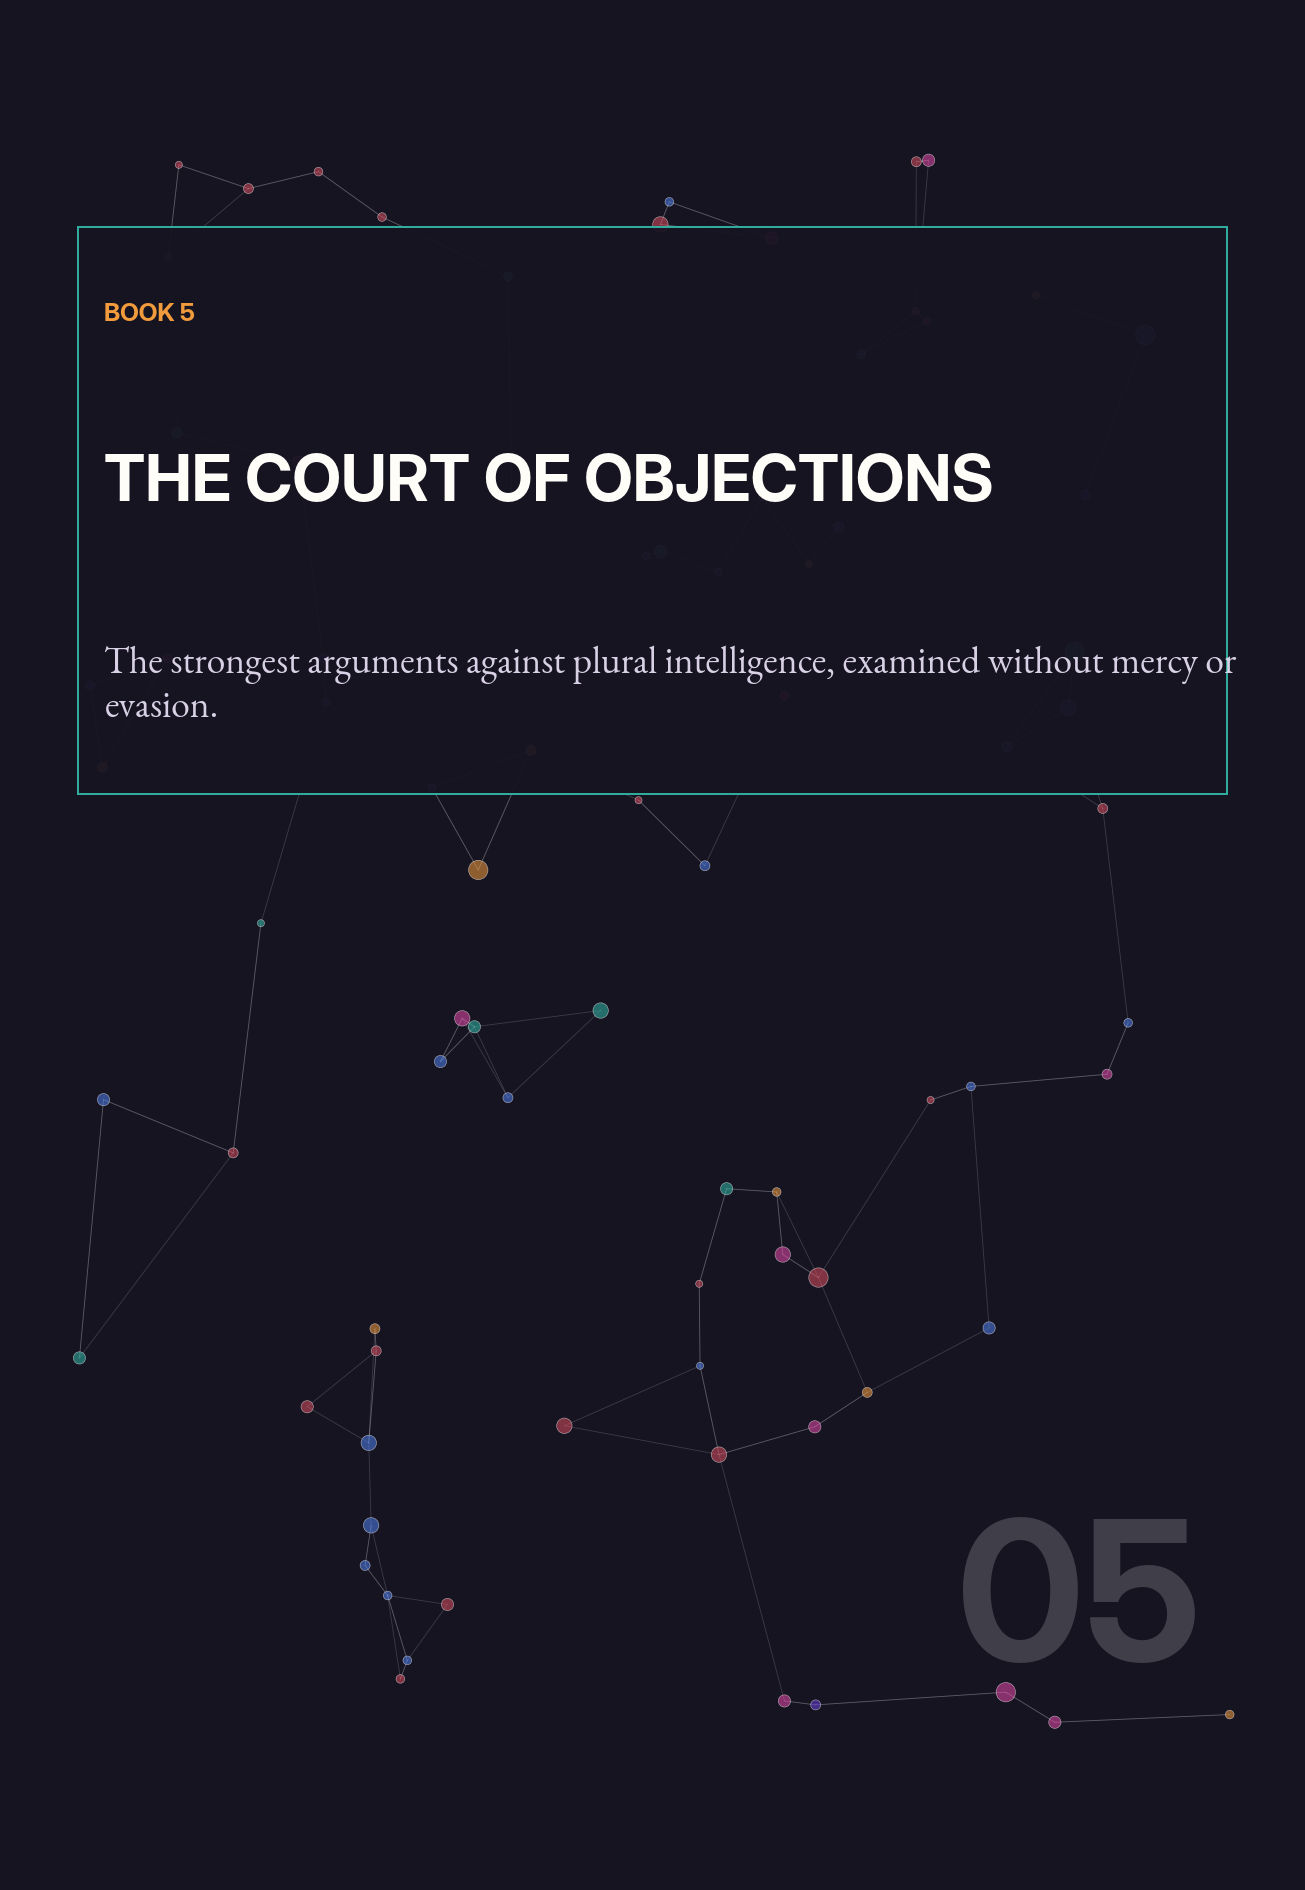 BOOK 5
THE COURT OF OBJECTIONS
The strongest arguments against plural intelligence, examined without mercy or
evasion.
05